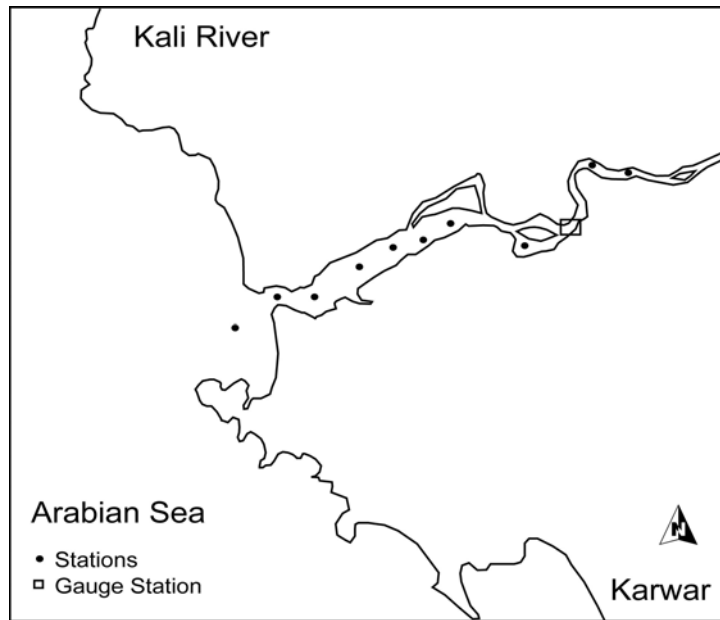 Kali River
Arabian Sea
Stations
Gauge Station
N
Karwar